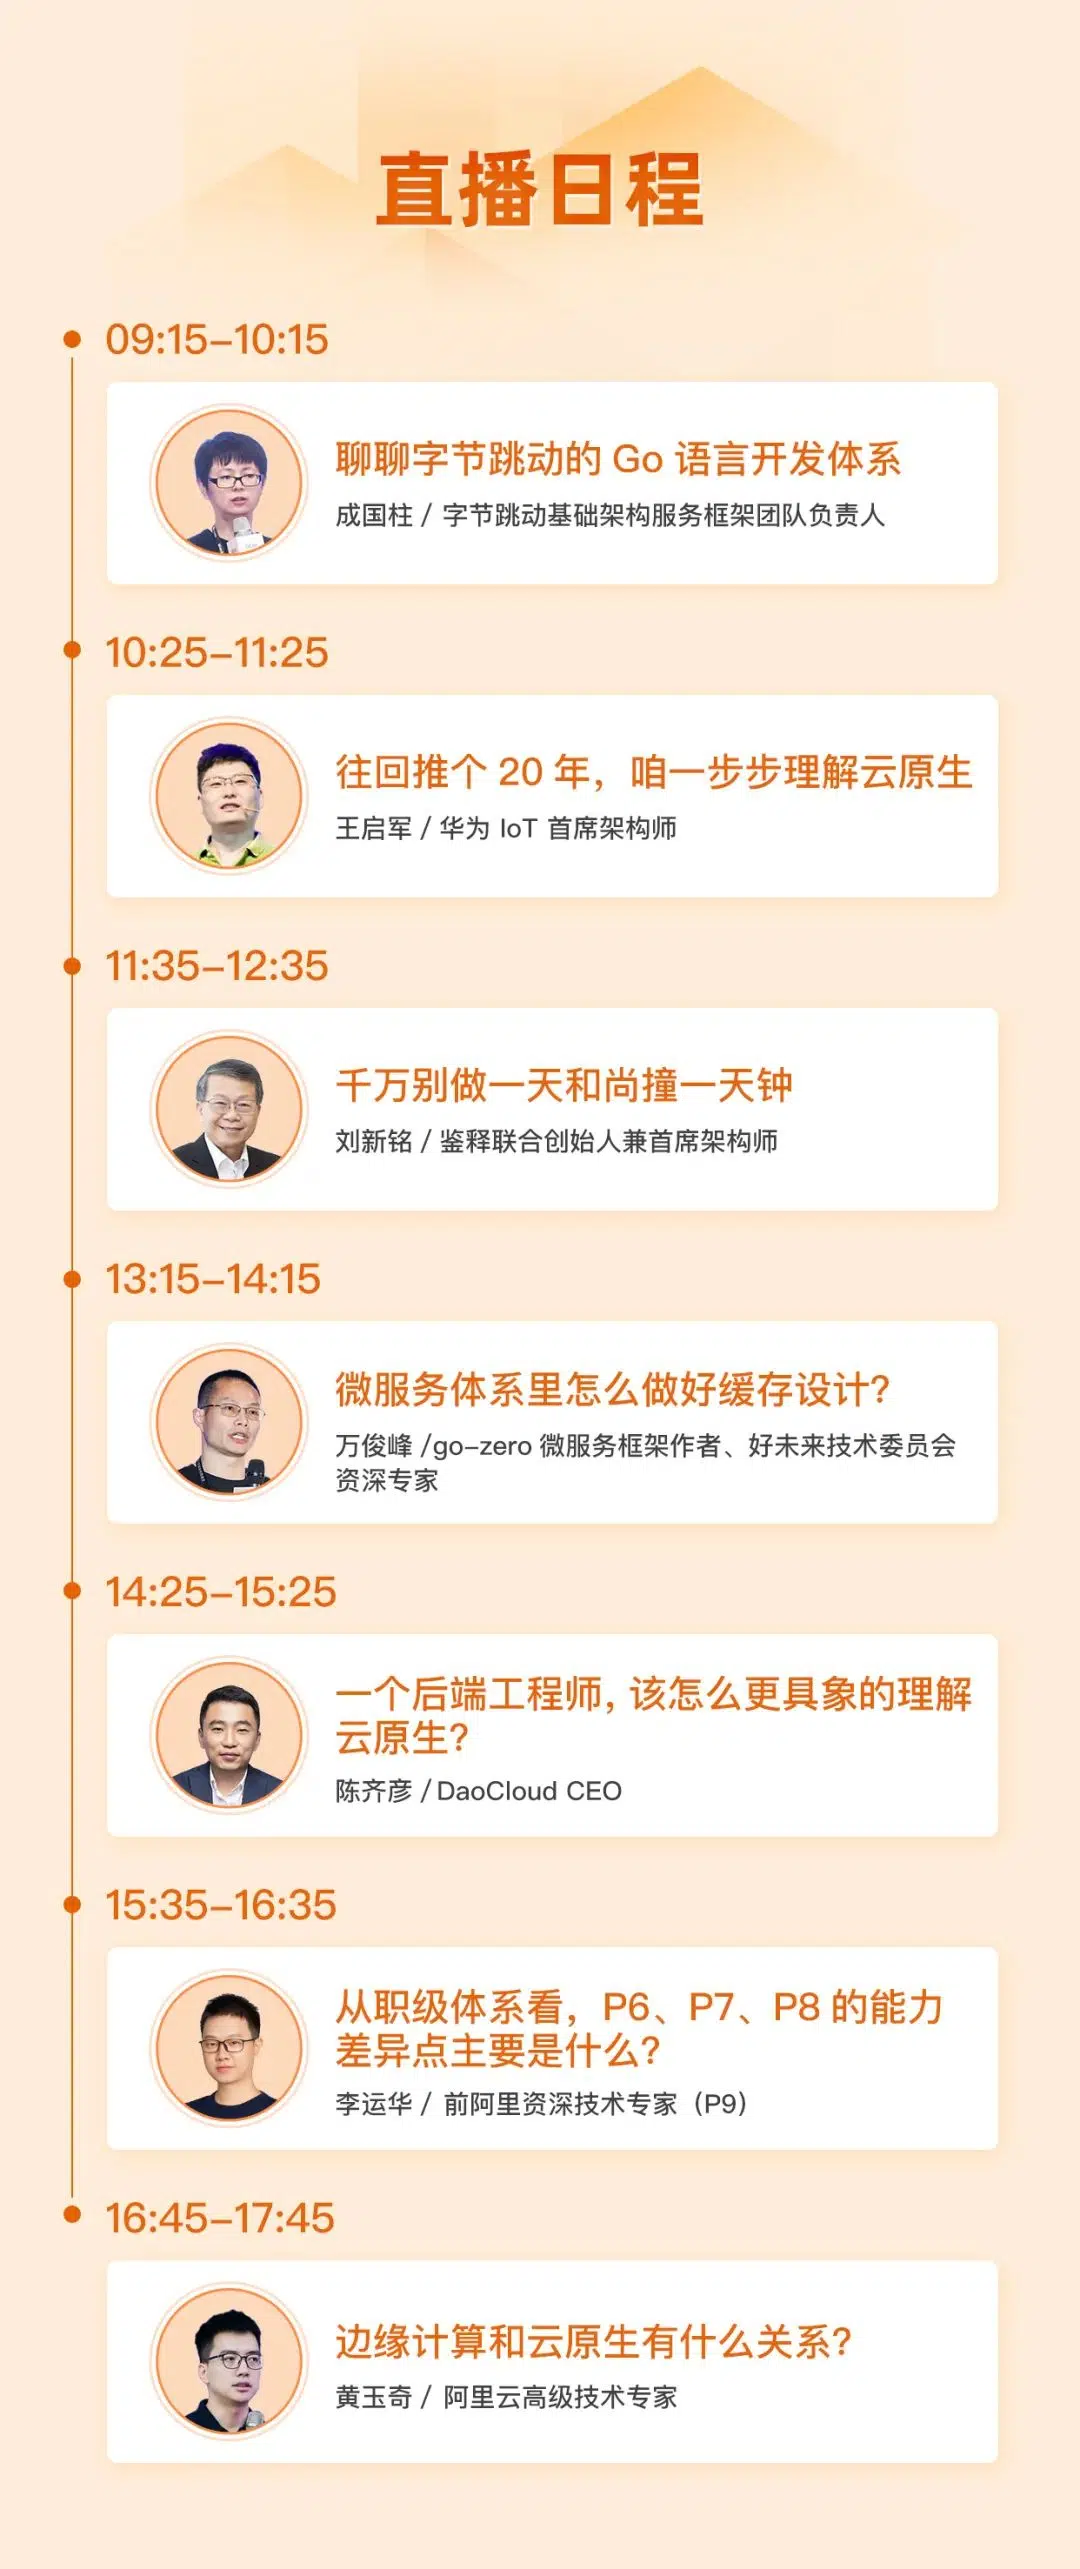 直播日程
09:15–10:15
聊聊字节跳动的 Go 语言开发体系
成国柱 / 字节跳动基础架构服务框架团队负责人
10:25–11:25
往回推个 20 年，咱一步步理解云原生
王启军 / 华为 IoT 首席架构师
11:35–12:35
千万别做一天和尚撞一天钟
刘新铭 / 鉴释联合创始人兼首席架构师
13:15–14:15
微服务体系里怎么做好缓存设计？
万俊峰 /go–zero 微服务框架作者、好未来技术委员会
资深专家
14:25–15:25
一个后端工程师，该怎么更具象的理解
云原生？
陈齐彦 / DaoCloud CEO
15:35–16:35
从职级体系看，P6、P7、P8 的能力
差异点主要是什么？
李运华 / 前阿里资深技术专家（P9）
16:45–17:45
边缘计算和云原生有什么关系？
黄玉奇 / 阿里云高级技术专家